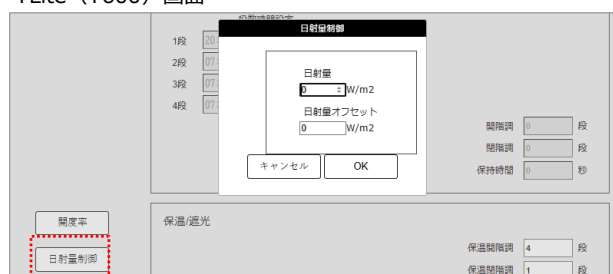 日射量制御
1段 20
2段 07:
3段 07:
4段 07:
日射量
0 W/m2
日射量オフセット
0 W/m2
キャンセル OK
開階調 0 段
閉階調 0 段
保持時間 0 秒
開度率
日射量制御
保温/遮光
保温開階調 4 段
保温閉階調 1 段